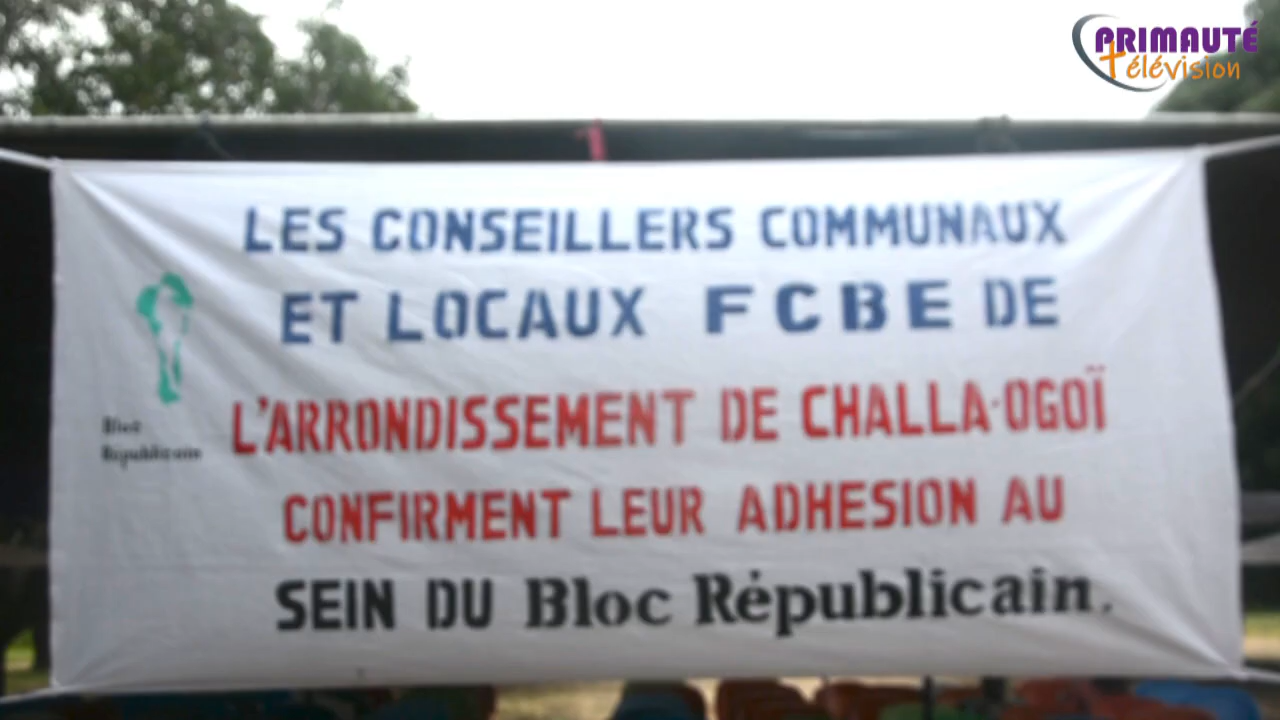 PRIMAUTÉ
télévision
LES CONSEILLERS COMMUNAUX
ET LOCAUX FCBE DE
L'ARRONDISSEMENT DE CHALLA-OGOÏ
CONFIRMENT LEUR ADHESION AU
SEIN DU Bloc Républicain.
Bloc
Républicain